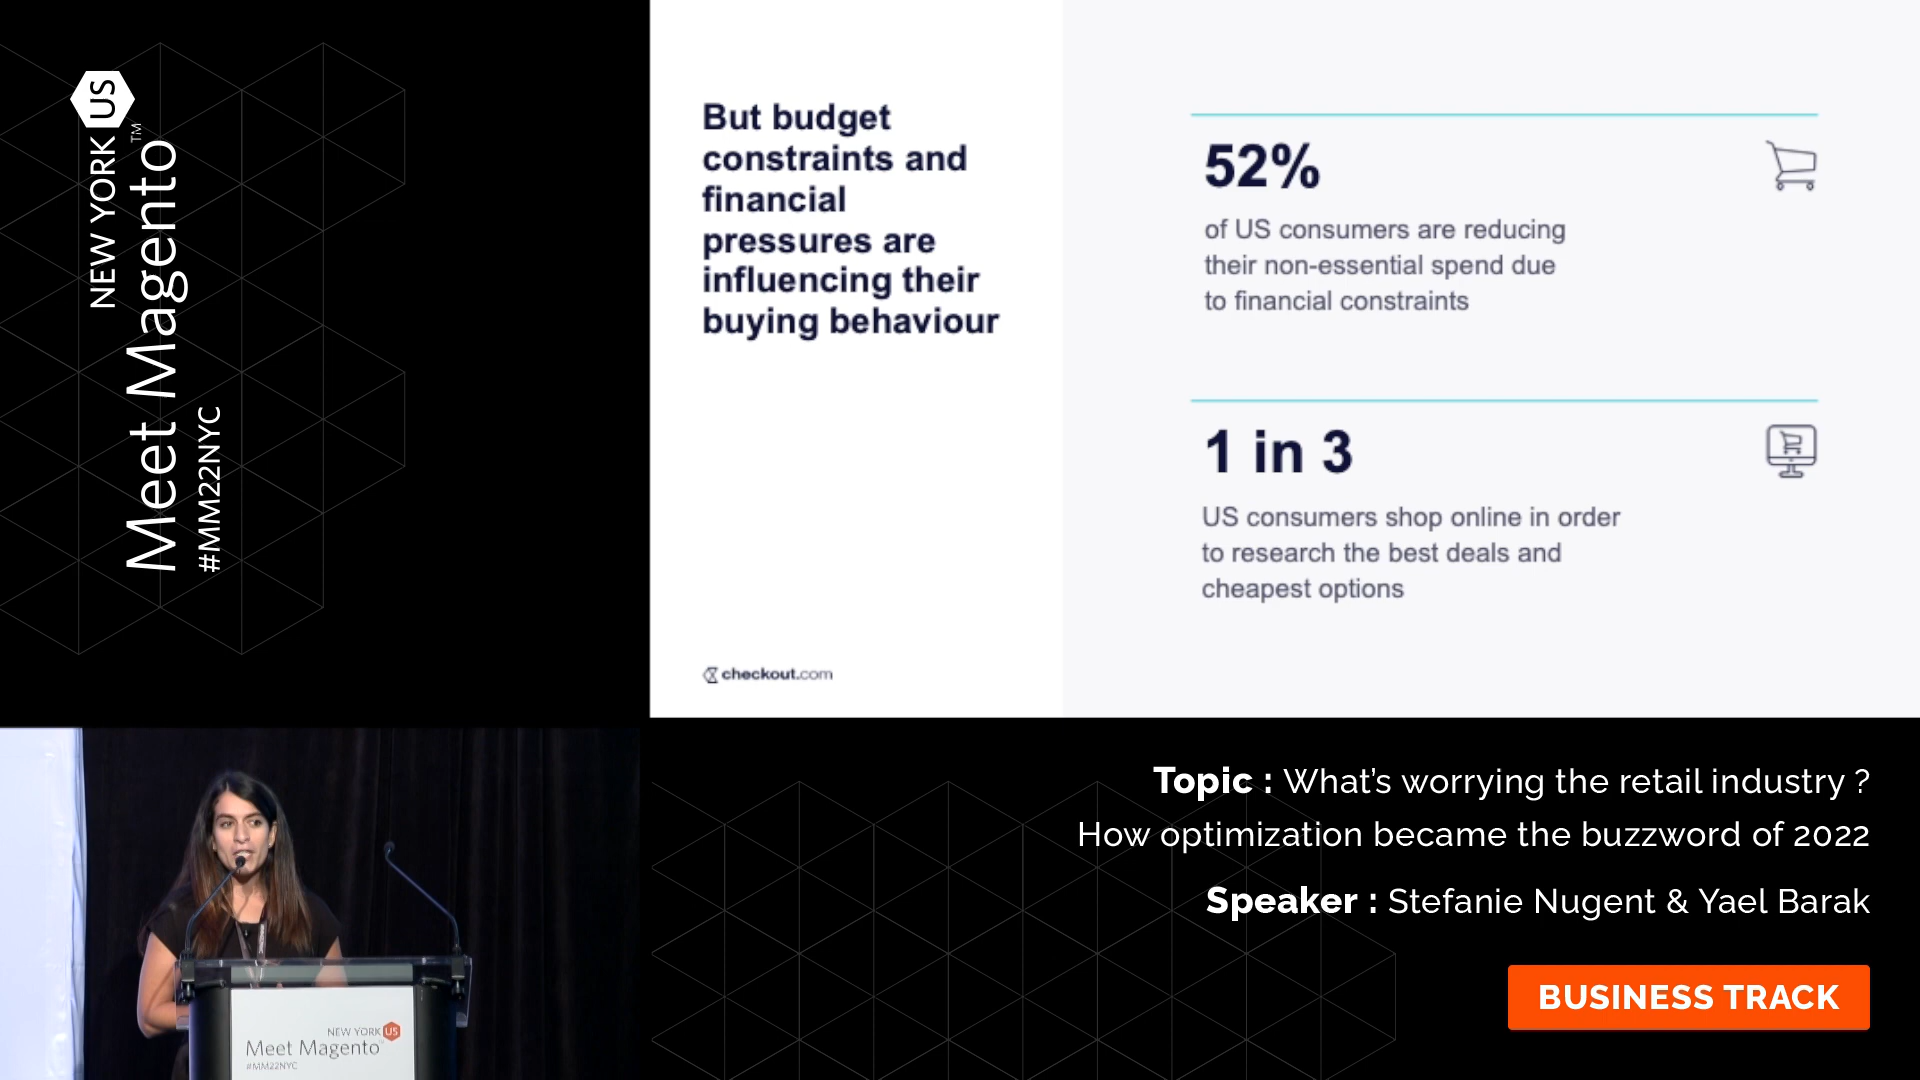 NEW YORK US
Meet Magento™
#MM22NYC
But budget
constraints and
financial
pressures are
influencing their
buying behaviour
checkout.com
52%
of US consumers are reducing
their non-essential spend due
to financial constraints
1 in 3
US consumers shop online in order
to research the best deals and
cheapest options
NEW YORK US
Meet Magento
#MM22NYC
Topic : What's worrying the retail industry ?
How optimization became the buzzword of 2022
Speaker : Stefanie Nugent & Yael Barak
BUSINESS TRACK